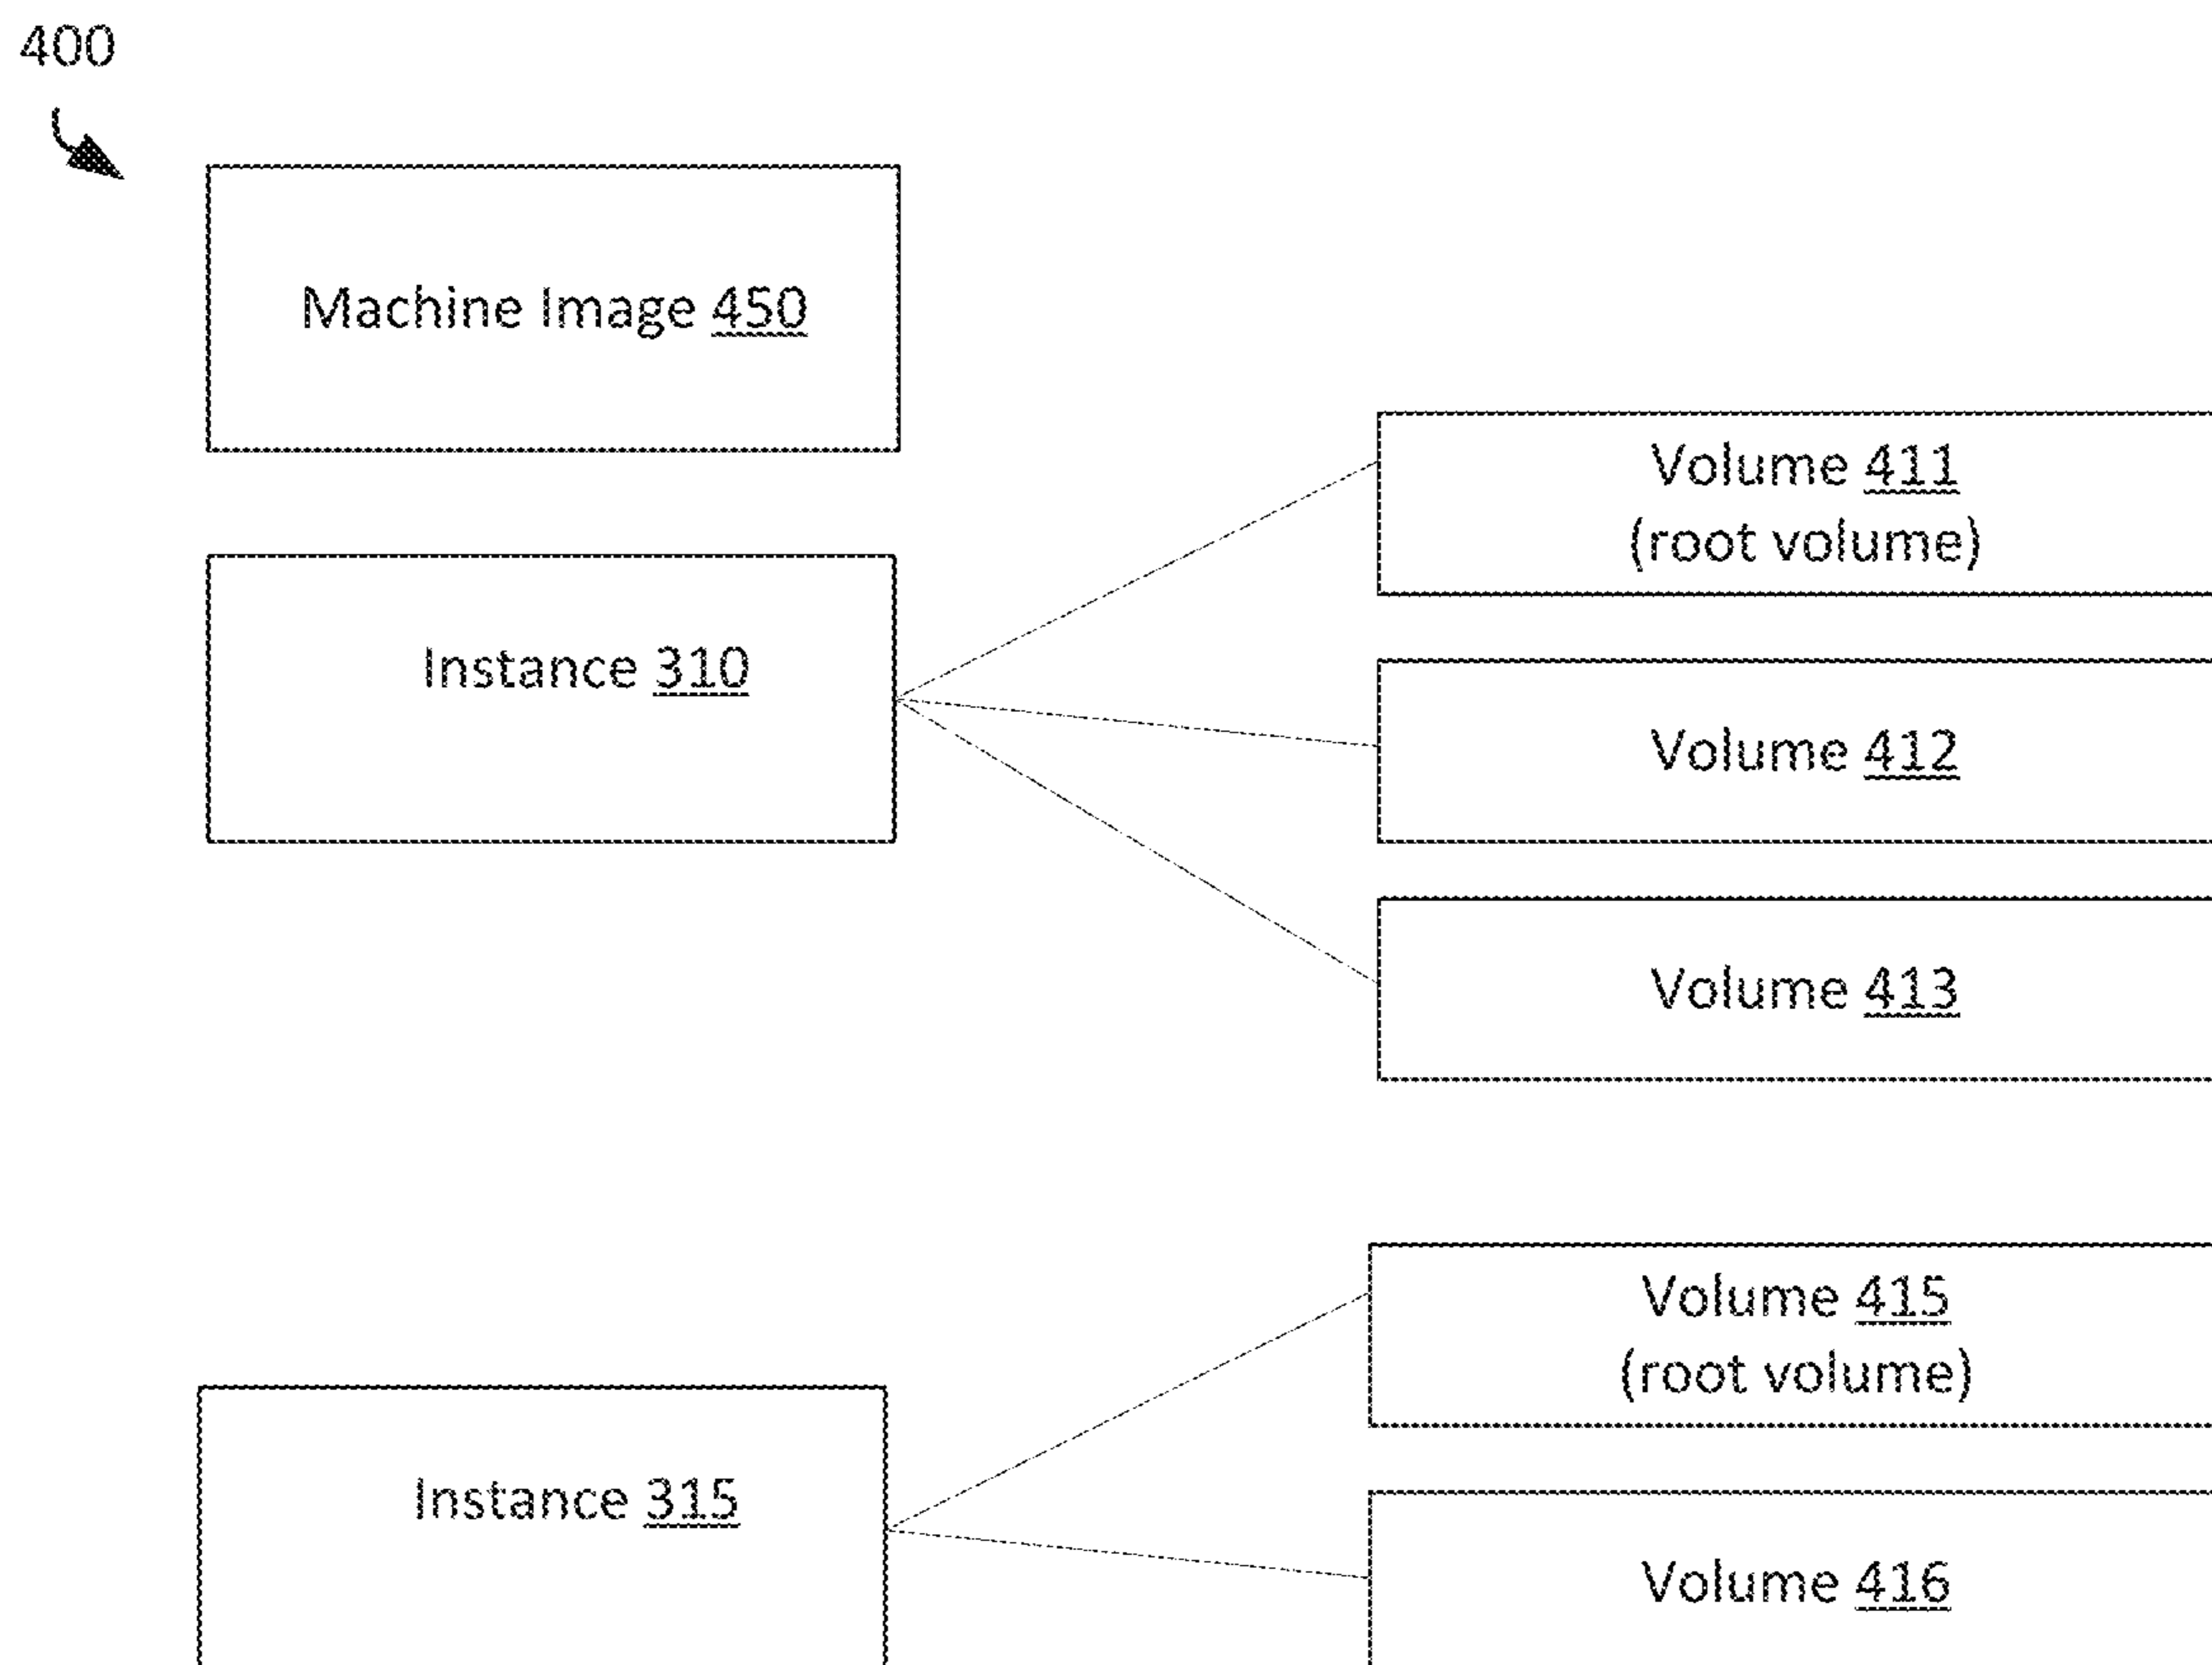 400
Machine Image 450
Volume 411
(root volume)
Instance 310
Volume 412
Volume 413
Volume 415
(root volume)
Instance 315
Volume 416